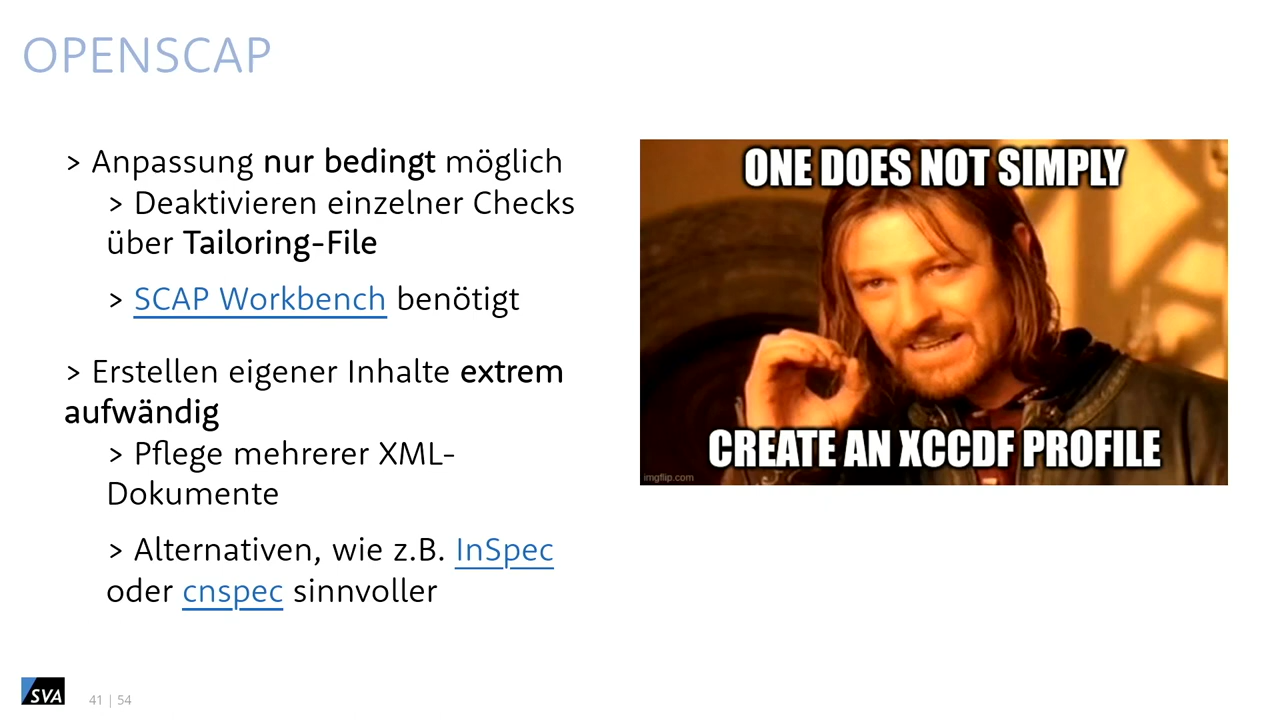 OPENSCAP
> Anpassung nur bedingt möglich
> Deaktivieren einzelner Checks
über Tailoring-File
> SCAP Workbench benötigt
> Erstellen eigener Inhalte extrem
aufwändig
> Pflege mehrerer XML-
Dokumente
> Alternativen, wie z.B. InSpec
oder cnspec sinnvoller
ONE DOES NOT SIMPLY
CREATE AN XCCDF PROFILE
imgflip.com
SVA
41 | 54